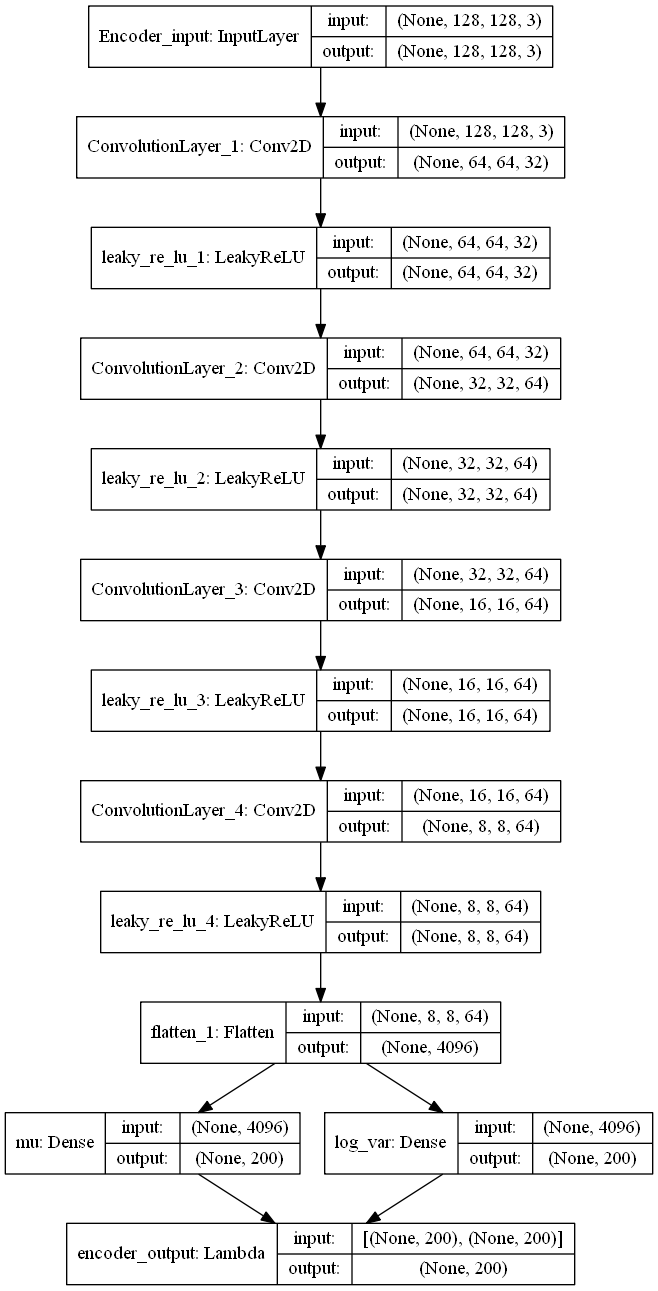 Encoder_input: InputLayer
input: (None, 128, 128, 3)
output: (None, 128, 128, 3)
ConvolutionLayer_1: Conv2D
input: (None, 128, 128, 3)
output: (None, 64, 64, 32)
leaky_re_lu_1: LeakyReLU
input: (None, 64, 64, 32)
output: (None, 64, 64, 32)
ConvolutionLayer_2: Conv2D
input: (None, 64, 64, 32)
output: (None, 32, 32, 64)
leaky_re_lu_2: LeakyReLU
input: (None, 32, 32, 64)
output: (None, 32, 32, 64)
ConvolutionLayer_3: Conv2D
input: (None, 32, 32, 64)
output: (None, 16, 16, 64)
leaky_re_lu_3: LeakyReLU
input: (None, 16, 16, 64)
output: (None, 16, 16, 64)
ConvolutionLayer_4: Conv2D
input: (None, 16, 16, 64)
output: (None, 8, 8, 64)
leaky_re_lu_4: LeakyReLU
input: (None, 8, 8, 64)
output: (None, 8, 8, 64)
flatten_1: Flatten
input: (None, 8, 8, 64)
output: (None, 4096)
mu: Dense
input: (None, 4096)
output: (None, 200)
log_var: Dense
input: (None, 4096)
output: (None, 200)
encoder_output: Lambda
input: [(None, 200), (None, 200)]
output: (None, 200)